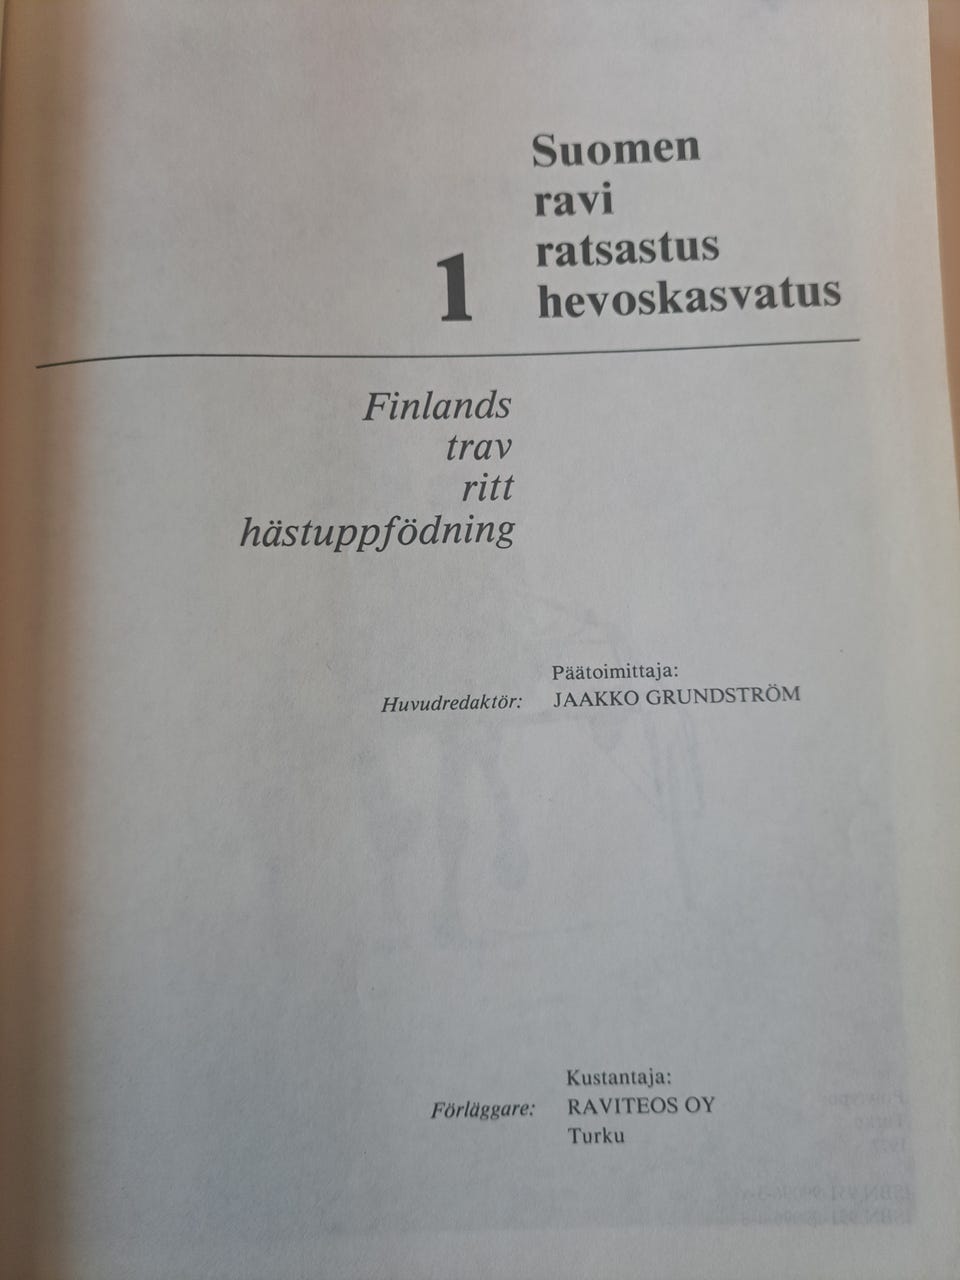 Suomen
ravi
ratsastus
hevoskasvatus
1
Finlands
trav
ritt
hästuppfödning
Päätoimittaja:
Huvudredaktör: JAAKKO GRUNDSTRÖM
Kustantaja:
Förläggare: RAVITEOS OY
Turku